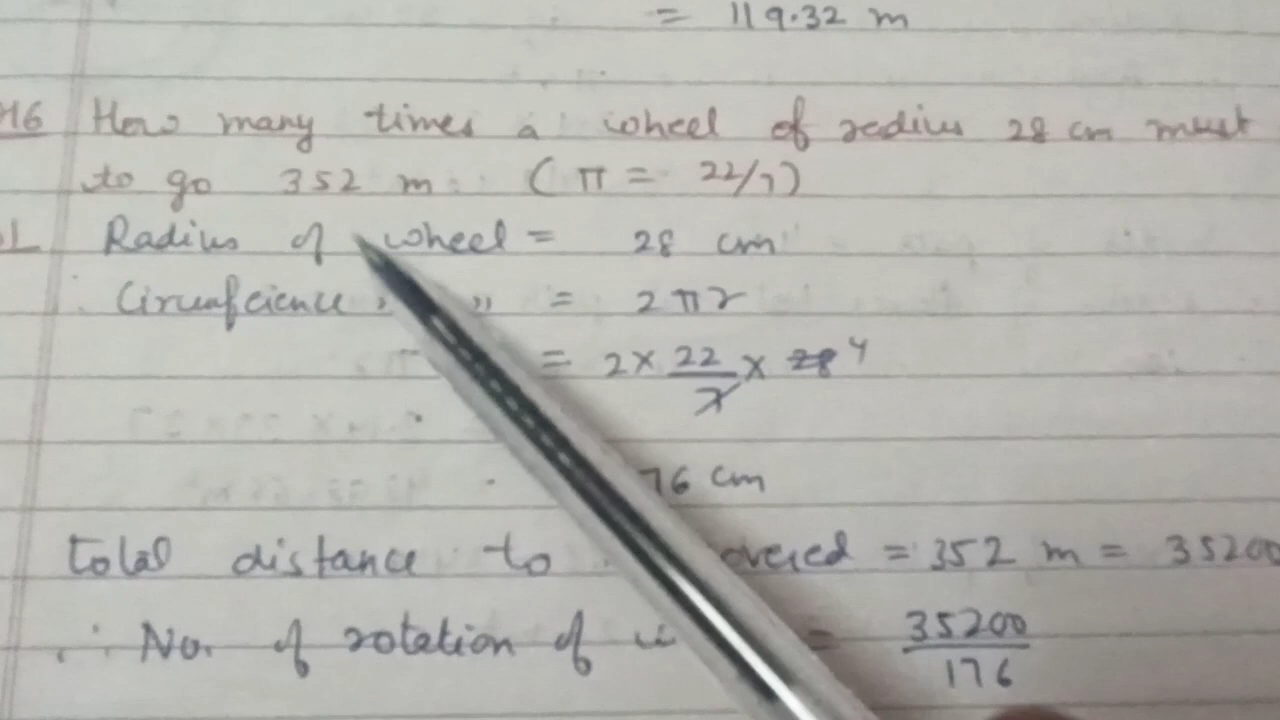 = 119.32 m
16 How many times a wheel of radius 28 cm must
to go 352 m. (π = 22/7)
Radius of wheel = 28 cm
Circumference " = 2πr
= 2 × 22/7 × 28 4
76 cm
total distance to overed = 352 m = 35200
∴ No. of rotation of = 35200/176